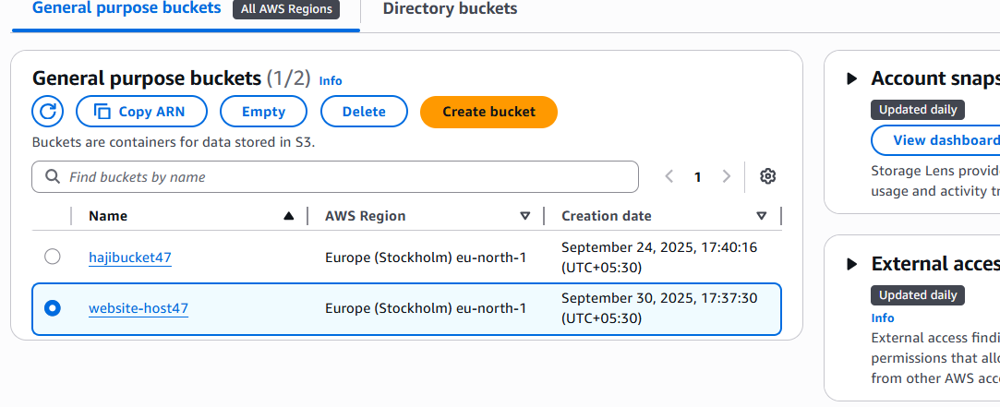 General purpose buckets All AWS Regions Directory buckets
General purpose buckets (1/2) Info
Copy ARN Empty Delete Create bucket
Buckets are containers for data stored in S3.
Find buckets by name 1
Name AWS Region Creation date
hajibucket47 Europe (Stockholm) eu-north-1 September 24, 2025, 17:40:16
(UTC+05:30)
website-host47 Europe (Stockholm) eu-north-1 September 30, 2025, 17:37:30
(UTC+05:30)
Account snaps
Updated daily
View dashboard
Storage Lens provid
usage and activity tr
External acces
Updated daily
Info
External access findi
permissions that allo
from other AWS acc